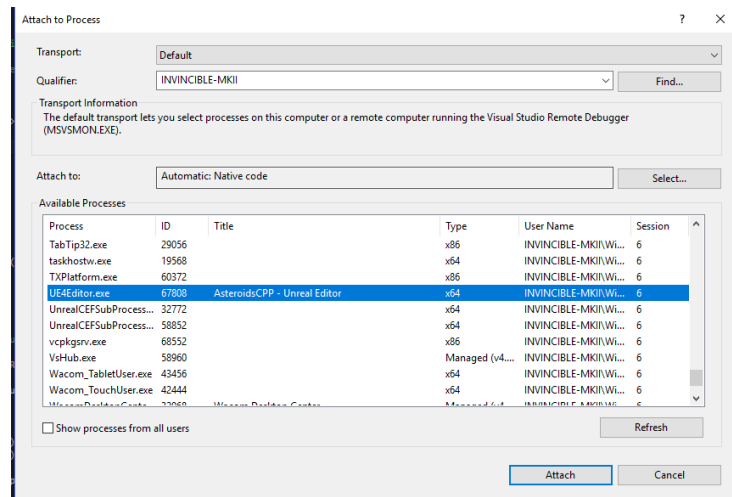 Attach to Process ? ×
Transport: Default
Qualifier: INVINCIBLE-MKII Find...
Transport Information
The default transport lets you select processes on this computer or a remote computer running the Visual Studio Remote Debugger
(MSVSMON.EXE).
Attach to: Automatic: Native code Select...
Available Processes
Process ID Title Type User Name Session
TabTip32.exe 29056 x86 INVINCIBLE-MKII\Wi... 6
taskhostw.exe 19568 x64 INVINCIBLE-MKII\Wi... 6
TXPlatform.exe 60372 x86 INVINCIBLE-MKII\Wi... 6
UE4Editor.exe 67808 AsteroidsCPP - Unreal Editor x64 INVINCIBLE-MKII\Wi... 6
UnrealCEFSubProcess... 32772 x64 INVINCIBLE-MKII\Wi... 6
UnrealCEFSubProcess... 58852 x64 INVINCIBLE-MKII\Wi... 6
vcpkgsrv.exe 68552 x86 INVINCIBLE-MKII\Wi... 6
VsHub.exe 58960 Managed (v4.... INVINCIBLE-MKII\Wi... 6
Wacom_TabletUser.exe 43456 x64 INVINCIBLE-MKII\Wi... 6
Wacom_TouchUser.exe 42444 x64 INVINCIBLE-MKII\Wi... 6
Wacom Desktop Center
Show processes from all users Refresh
Attach Cancel